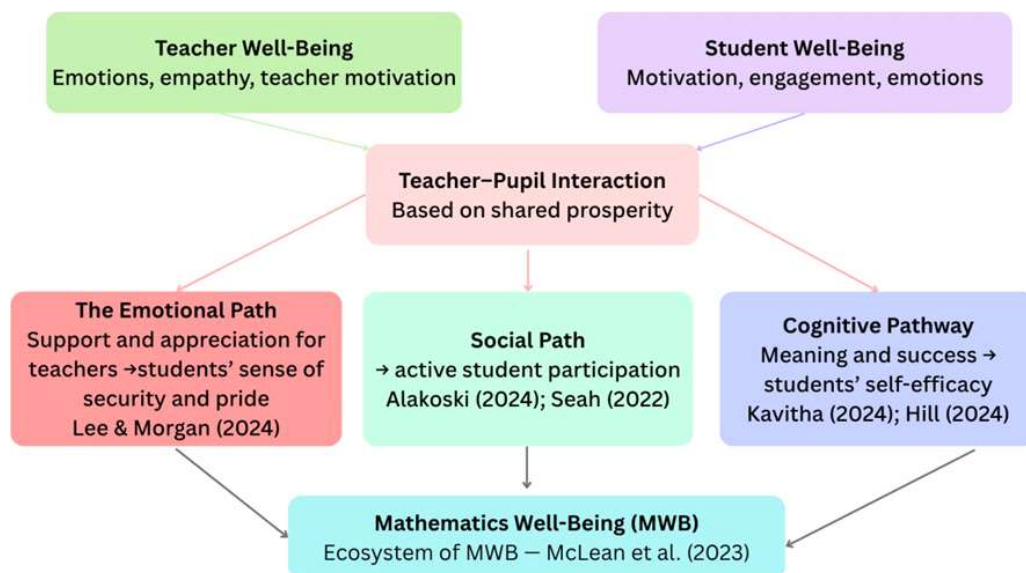 Teacher Well-Being
Emotions, empathy, teacher motivation
Student Well-Being
Motivation, engagement, emotions
Teacher–Pupil Interaction
Based on shared prosperity
The Emotional Path
Support and appreciation for
teachers →students’ sense of
security and pride
Lee & Morgan (2024)
Social Path
→ active student participation
Alakoski (2024); Seah (2022)
Cognitive Pathway
Meaning and success →
students’ self-efficacy
Kavitha (2024); Hill (2024)
Mathematics Well-Being (MWB)
Ecosystem of MWB — McLean et al. (2023)